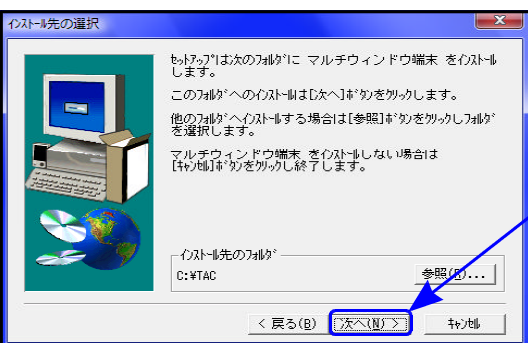 ｲﾝｽﾄｰﾙ先の選択
ｾｯﾄｱｯﾌﾟは次のﾌｫﾙﾀﾞに マルチウィンドウ端末 をｲﾝｽﾄｰﾙ
します。
このﾌｫﾙﾀﾞへのｲﾝｽﾄｰﾙは[次へ]ﾎﾞﾀﾝをｸﾘｯｸします。
他のﾌｫﾙﾀﾞへｲﾝｽﾄｰﾙする場合は[参照]ﾎﾞﾀﾝをｸﾘｯｸしﾌｫﾙﾀﾞ
を選択します。
マルチウィンドウ端末 をｲﾝｽﾄｰﾙしない場合は
[ｷｬﾝｾﾙ]ﾎﾞﾀﾝをｸﾘｯｸし終了します。
ｲﾝｽﾄｰﾙ先のﾌｫﾙﾀﾞ
C:¥TAC
参照(R)...
< 戻る(B)
次へ(N) >
ｷｬﾝｾﾙ